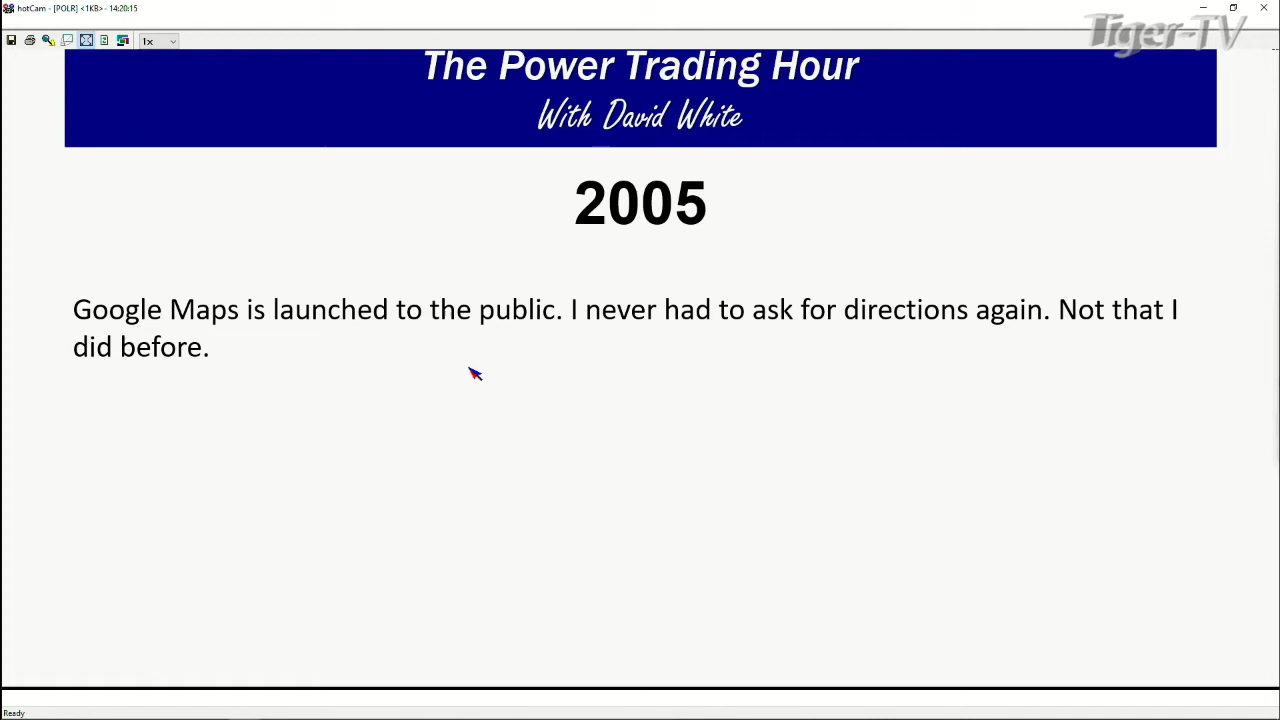 hotCam - [POLR] <1KB> - 14:20:15
Tiger-TV
1x
The Power Trading Hour
With David White
2005
Google Maps is launched to the public. I never had to ask for directions again. Not that I
did before.
Ready